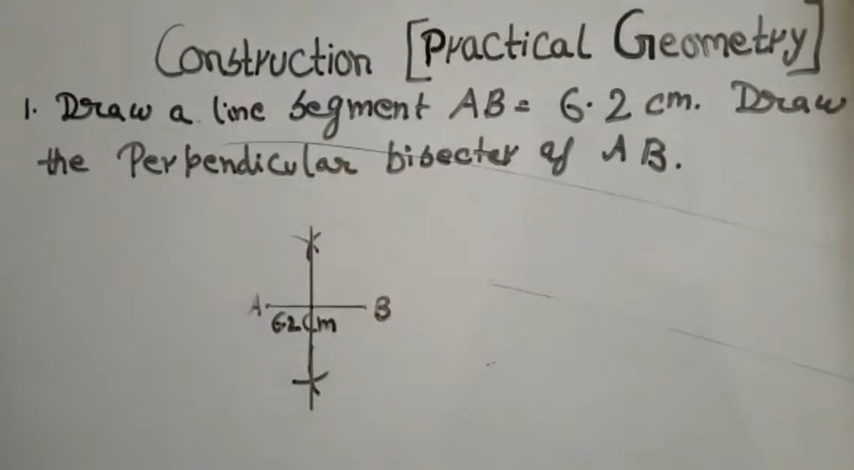 Construction [Practical Geometry]
1. Draw a line segment AB = 6.2 cm. Draw
the Perpendicular bisecter of AB.
A B
6.2 cm